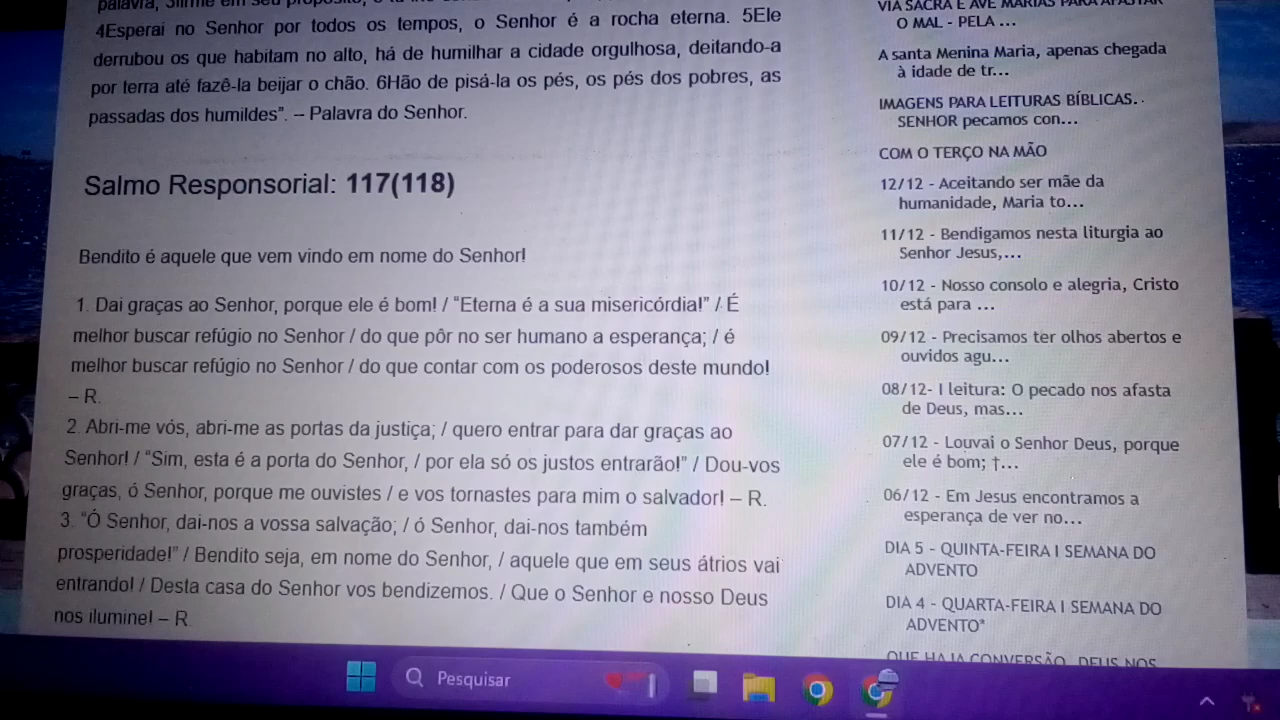 palavra,
4Esperai no Senhor por todos os tempos, o Senhor é a rocha eterna. 5Ele
derrubou os que habitam no alto, há de humilhar a cidade orgulhosa, deitando-a
por terra até fazê-la beijar o chão. 6Hão de pisá-la os pés, os pés dos pobres, as
passadas dos humildes”. – Palavra do Senhor.
Salmo Responsorial: 117(118)
Bendito é aquele que vem vindo em nome do Senhor!
1. Dai graças ao Senhor, porque ele é bom! / “Eterna é a sua misericórdia!” / É
melhor buscar refúgio no Senhor / do que pôr no ser humano a esperança; / é
melhor buscar refúgio no Senhor / do que contar com os poderosos deste mundo!
– R.
2. Abri-me vós, abri-me as portas da justiça; / quero entrar para dar graças ao
Senhor! / “Sim, esta é a porta do Senhor, / por ela só os justos entrarão!” / Dou-vos
graças, ó Senhor, porque me ouvistes / e vos tornastes para mim o salvador! – R.
3. “Ó Senhor, dai-nos a vossa salvação; / ó Senhor, dai-nos também
prosperidade!” / Bendito seja, em nome do Senhor, / aquele que em seus átrios vai
entrando! / Desta casa do Senhor vos bendizemos. / Que o Senhor e nosso Deus
nos ilumine! – R.
VIA SACRA E AVE MARIAS PARA AFASTAR
O MAL - PELA ...
A santa Menina Maria, apenas chegada
à idade de tr...
IMAGENS PARA LEITURAS BÍBLICAS. .
SENHOR pecamos con...
COM O TERÇO NA MÃO
12/12 - Aceitando ser mãe da
humanidade, Maria to...
11/12 - Bendigamos nesta liturgia ao
Senhor Jesus,...
10/12 - Nosso consolo e alegria, Cristo
está para ...
09/12 - Precisamos ter olhos abertos e
ouvidos agu...
08/12- I leitura: O pecado nos afasta
de Deus, mas...
07/12 - Louvai o Senhor Deus, porque
ele é bom; †...
06/12 - Em Jesus encontramos a
esperança de ver no...
DIA 5 - QUINTA-FEIRA I SEMANA DO
ADVENTO
DIA 4 - QUARTA-FEIRA I SEMANA DO
ADVENTO*
QUE HAJA CONVERSÃO, DEUS NOS
Pesquisar